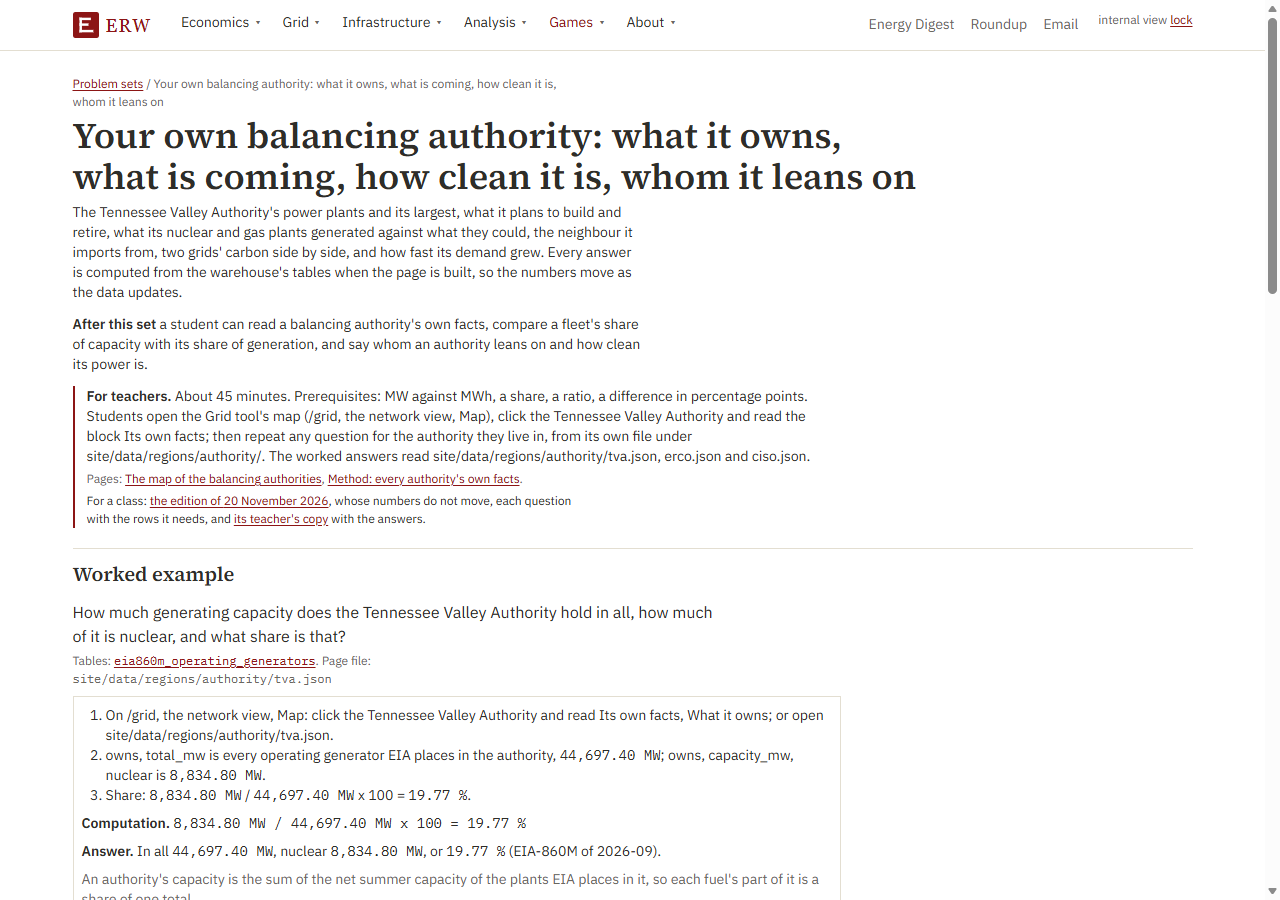 E ERW Economics ▾ Grid ▾ Infrastructure ▾ Analysis ▾ Games ▾ About ▾ Energy Digest Roundup Email internal view lock
Problem sets / Your own balancing authority: what it owns, what is coming, how clean it is,
whom it leans on
Your own balancing authority: what it owns,
what is coming, how clean it is, whom it leans on
The Tennessee Valley Authority's power plants and its largest, what it plans to build and
retire, what its nuclear and gas plants generated against what they could, the neighbour it
imports from, two grids' carbon side by side, and how fast its demand grew. Every answer
is computed from the warehouse's tables when the page is built, so the numbers move as
the data updates.
After this set a student can read a balancing authority's own facts, compare a fleet's share
of capacity with its share of generation, and say whom an authority leans on and how clean
its power is.
For teachers. About 45 minutes. Prerequisites: MW against MWh, a share, a ratio, a difference in percentage points.
Students open the Grid tool's map (/grid, the network view, Map), click the Tennessee Valley Authority and read the
block Its own facts; then repeat any question for the authority they live in, from its own file under
site/data/regions/authority/. The worked answers read site/data/regions/authority/tva.json, erco.json and ciso.json.
Pages: The map of the balancing authorities, Method: every authority's own facts.
For a class: the edition of 20 November 2026, whose numbers do not move, each question
with the rows it needs, and its teacher's copy with the answers.
Worked example
How much generating capacity does the Tennessee Valley Authority hold in all, how much
of it is nuclear, and what share is that?
Tables: eia860m_operating_generators. Page file:
site/data/regions/authority/tva.json
1. On /grid, the network view, Map: click the Tennessee Valley Authority and read Its own facts, What it owns; or open
site/data/regions/authority/tva.json.
2. owns, total_mw is every operating generator EIA places in the authority, 44,697.40 MW; owns, capacity_mw,
nuclear is 8,834.80 MW.
3. Share: 8,834.80 MW / 44,697.40 MW x 100 = 19.77 %.
Computation. 8,834.80 MW / 44,697.40 MW x 100 = 19.77 %
Answer. In all 44,697.40 MW, nuclear 8,834.80 MW, or 19.77 % (EIA-860M of 2026-09).
An authority's capacity is the sum of the net summer capacity of the plants EIA places in it, so each fuel's part of it is a
share of one total.